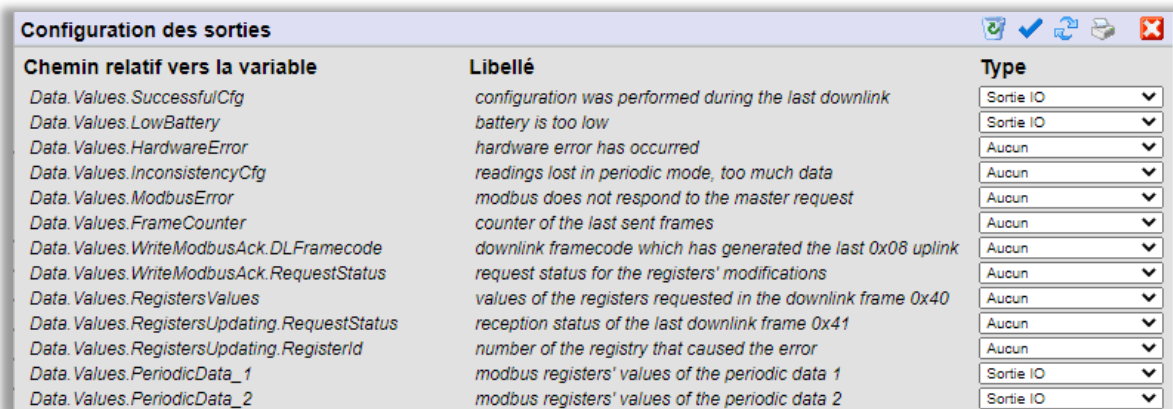 Configuration des sorties
Chemin relatif vers la variable Libellé Type
Data.Values.SuccessfulCfg configuration was performed during the last downlink Sortie IO
Data.Values.LowBattery battery is too low Sortie IO
Data.Values.HardwareError hardware error has occurred Aucun
Data.Values.InconsistencyCfg readings lost in periodic mode, too much data Aucun
Data.Values.ModbusError modbus does not respond to the master request Aucun
Data.Values.FrameCounter counter of the last sent frames Aucun
Data.Values.WriteModbusAck.DLFramecode downlink framecode which has generated the last 0x08 uplink Aucun
Data.Values.WriteModbusAck.RequestStatus request status for the registers' modifications Aucun
Data.Values.RegistersValues values of the registers requested in the downlink frame 0x40 Aucun
Data.Values.RegistersUpdating.RequestStatus reception status of the last downlink frame 0x41 Aucun
Data.Values.RegistersUpdating.RegisterId number of the registry that caused the error Aucun
Data.Values.PeriodicData_1 modbus registers' values of the periodic data 1 Sortie IO
Data.Values.PeriodicData_2 modbus registers' values of the periodic data 2 Sortie IO